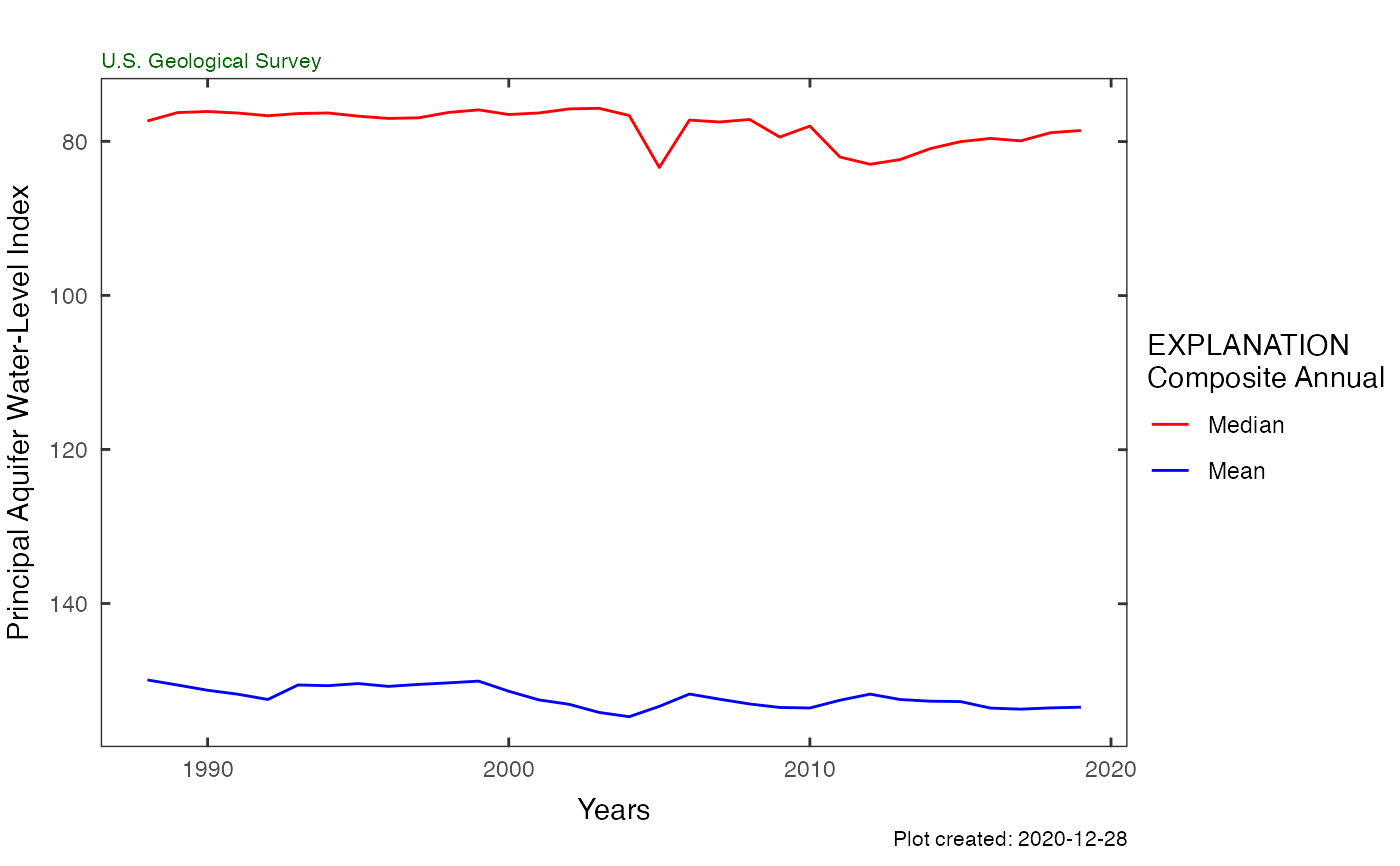 U.S. Geological Survey
Principal Aquifer Water-Level Index
80
100
120
140
1990
2000
2010
2020
Years
EXPLANATION
Composite Annual
Median
Mean
Plot created: 2020-12-28